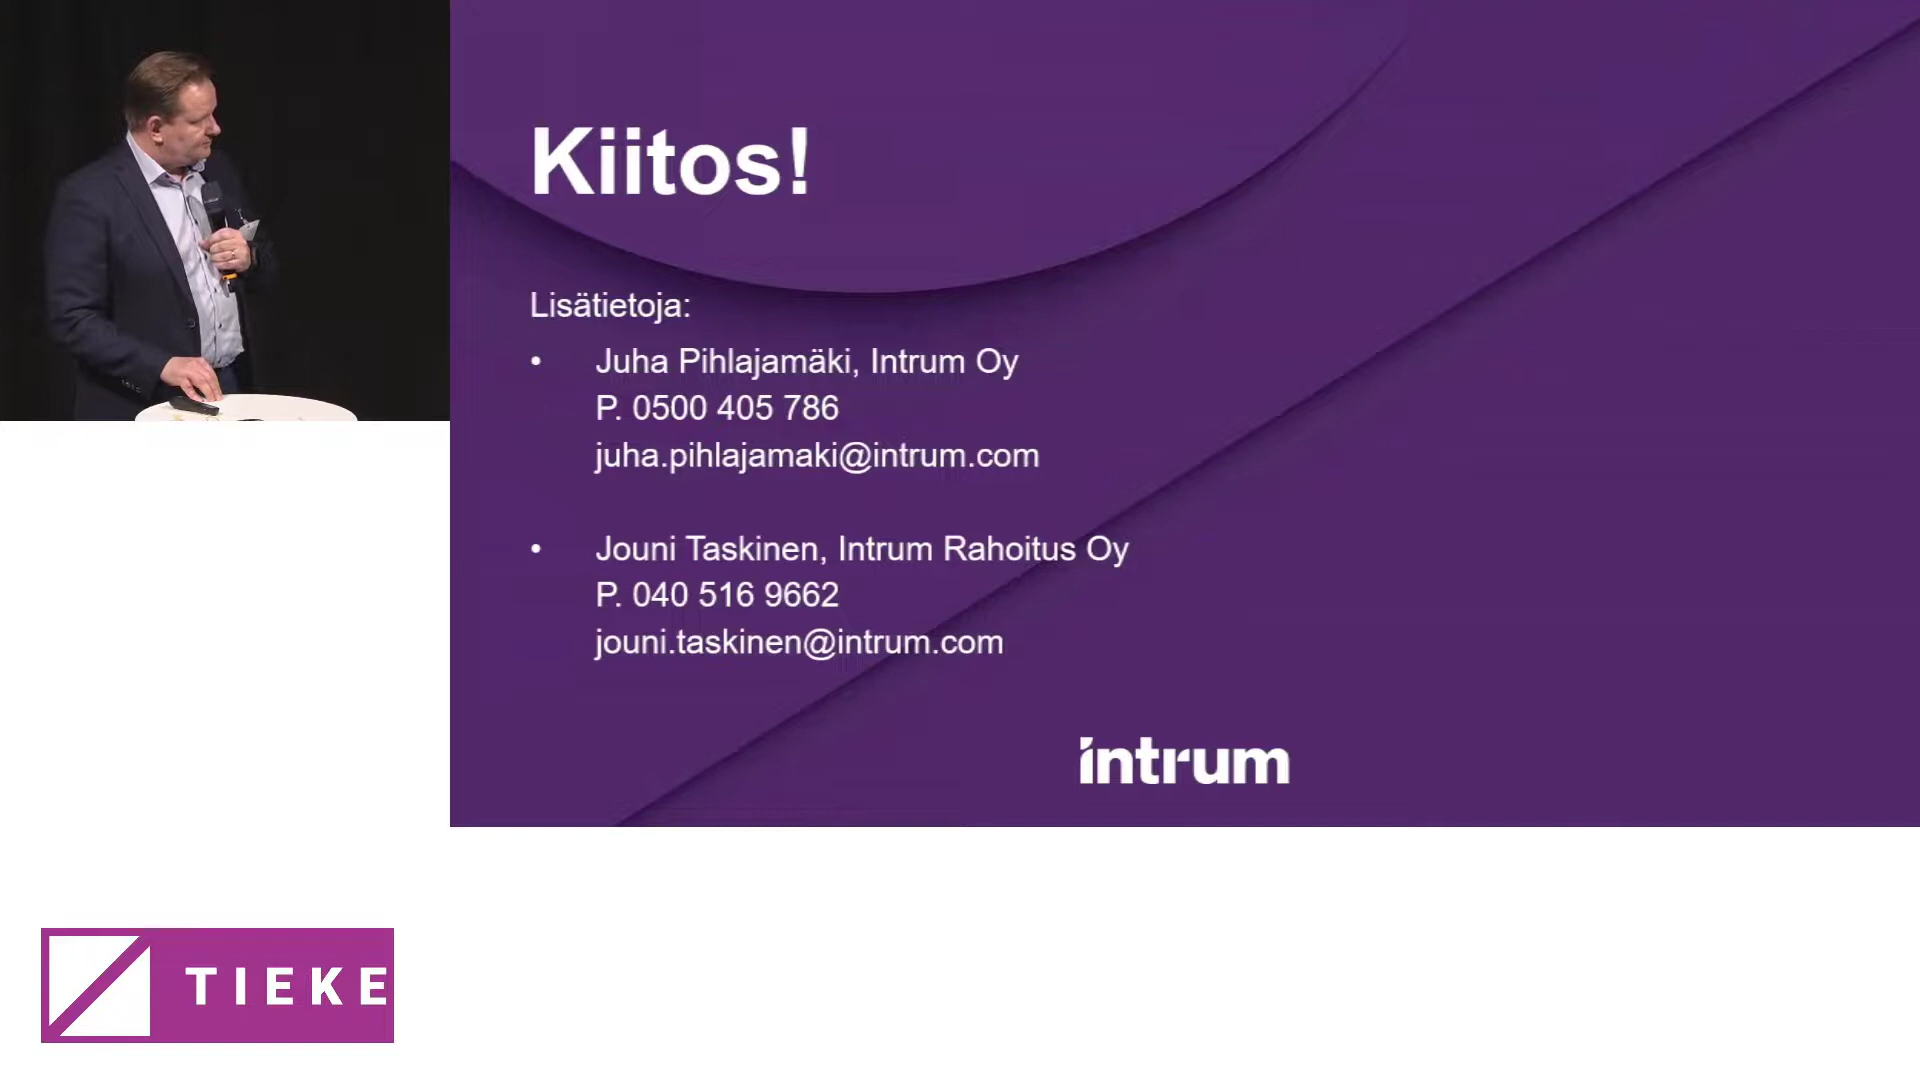 Kiitos!
Lisätietoja:
• Juha Pihlajamäki, Intrum Oy
P. 0500 405 786
juha.pihlajamaki@intrum.com
• Jouni Taskinen, Intrum Rahoitus Oy
P. 040 516 9662
jouni.taskinen@intrum.com
intrum
TIEKE